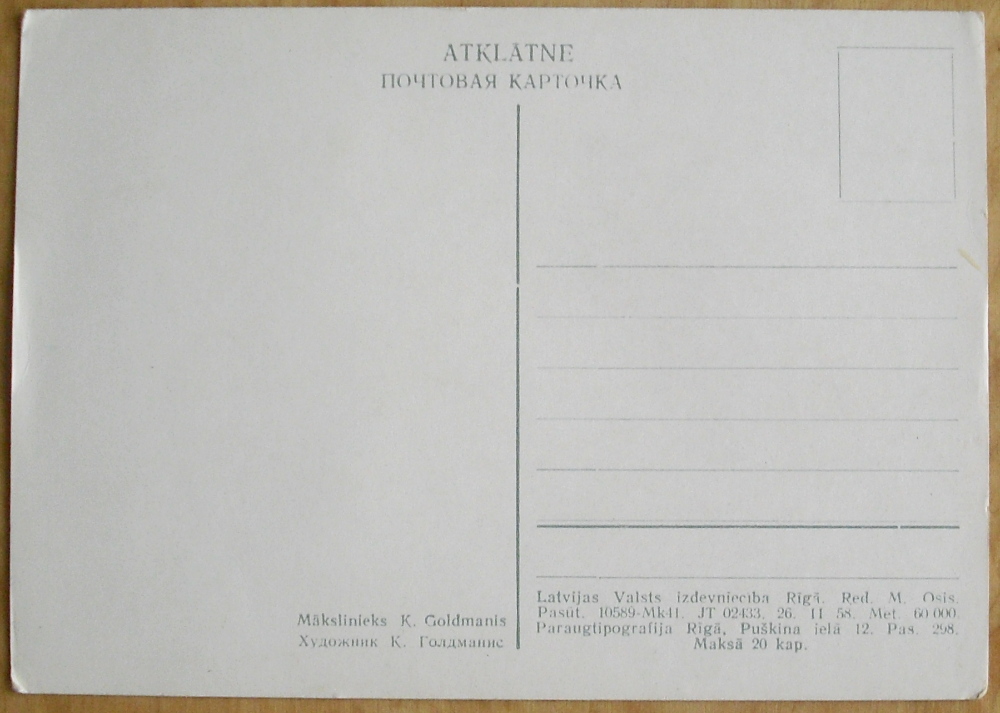 ATKLĀTNE
ПОЧТОВАЯ КАРТОЧКА
Mākslinieks K. Goldmanis
Художник К. Голдманис
Latvijas Valsts izdevniecība Rīgā. Red. M. Osis.
Pasūt. 10589-Mk41. JT 02433. 26. 11 58. Met. 60 000.
Paraugtipografija Rīgā, Puškina ielā 12. Pas. 298.
Maksā 20 kap.